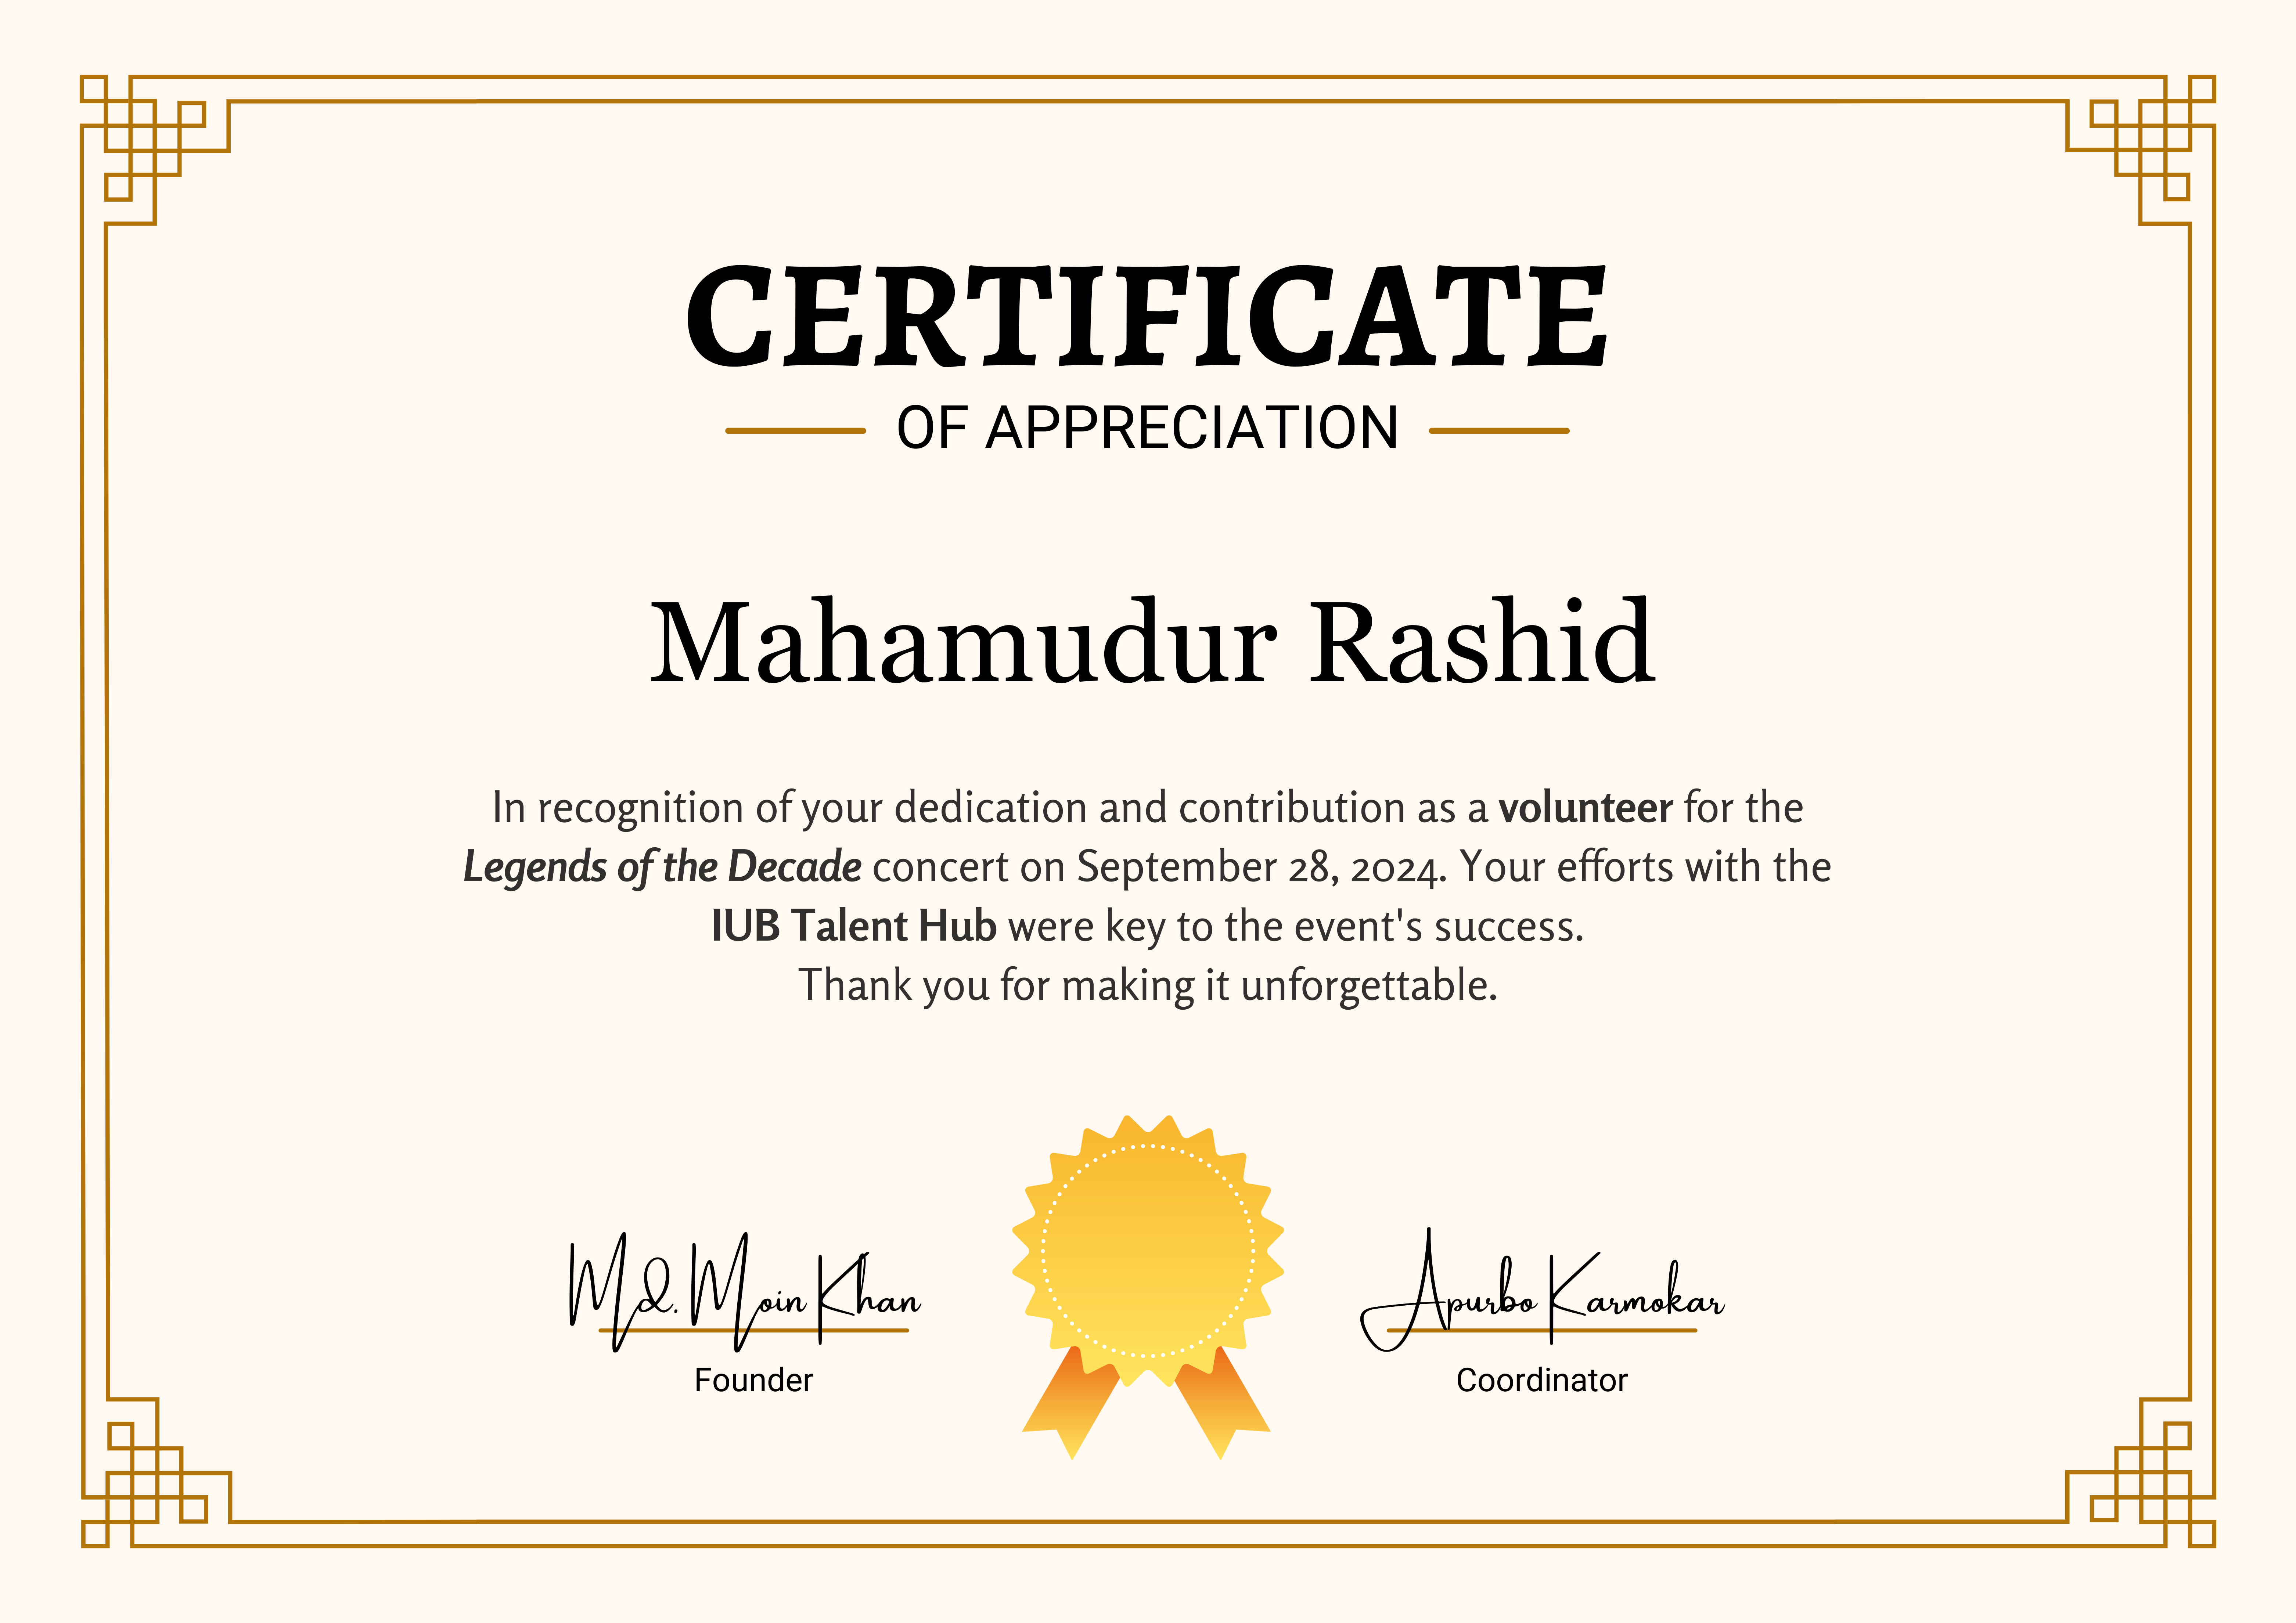 CERTIFICATE
OF APPRECIATION
Mahamudur Rashid
In recognition of your dedication and contribution as a volunteer for the
Legends of the Decade concert on September 28, 2024. Your efforts with the
IUB Talent Hub were key to the event's success.
Thank you for making it unforgettable.
Md. Moin Khan
Founder
Apurbo Karmokar
Coordinator